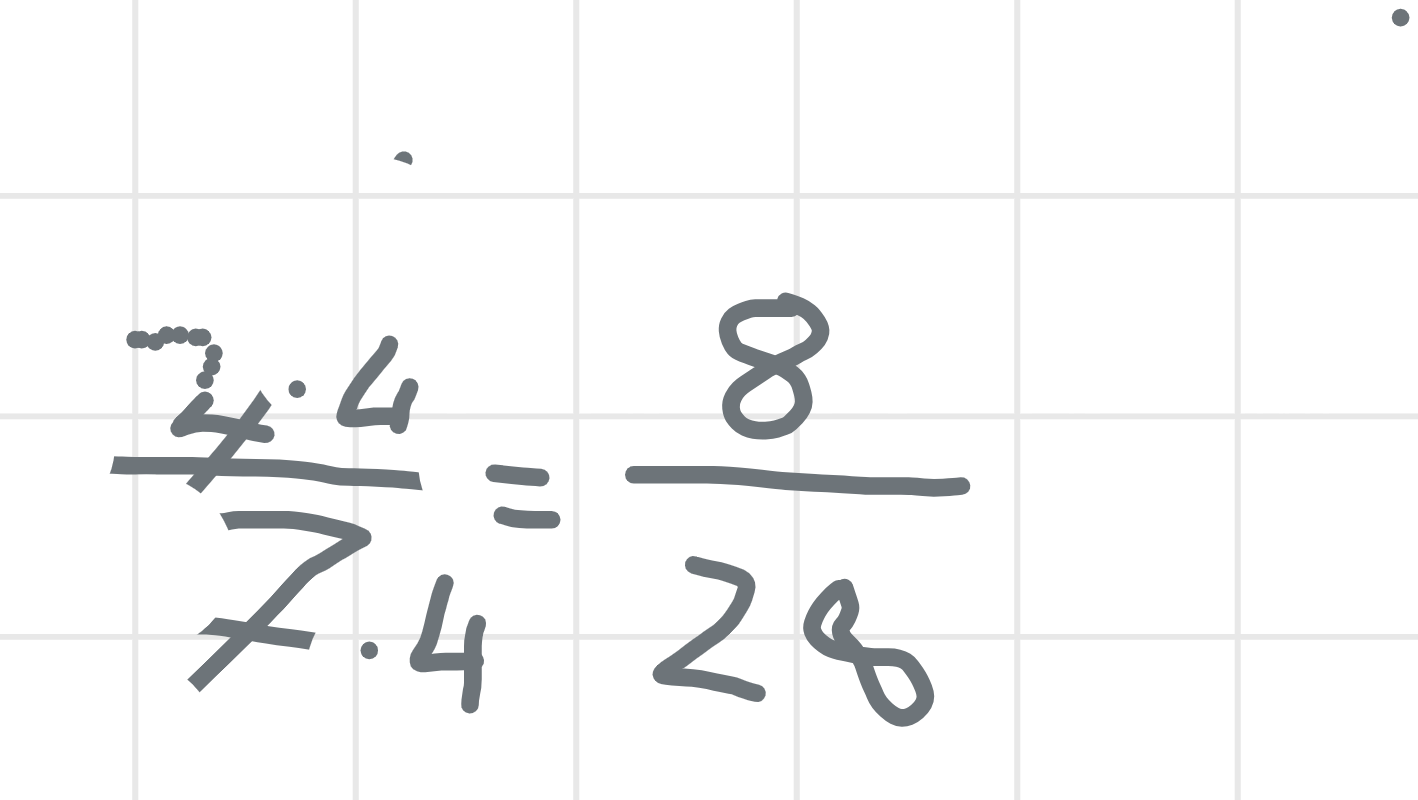 2·4 8
— = —
7·4 28